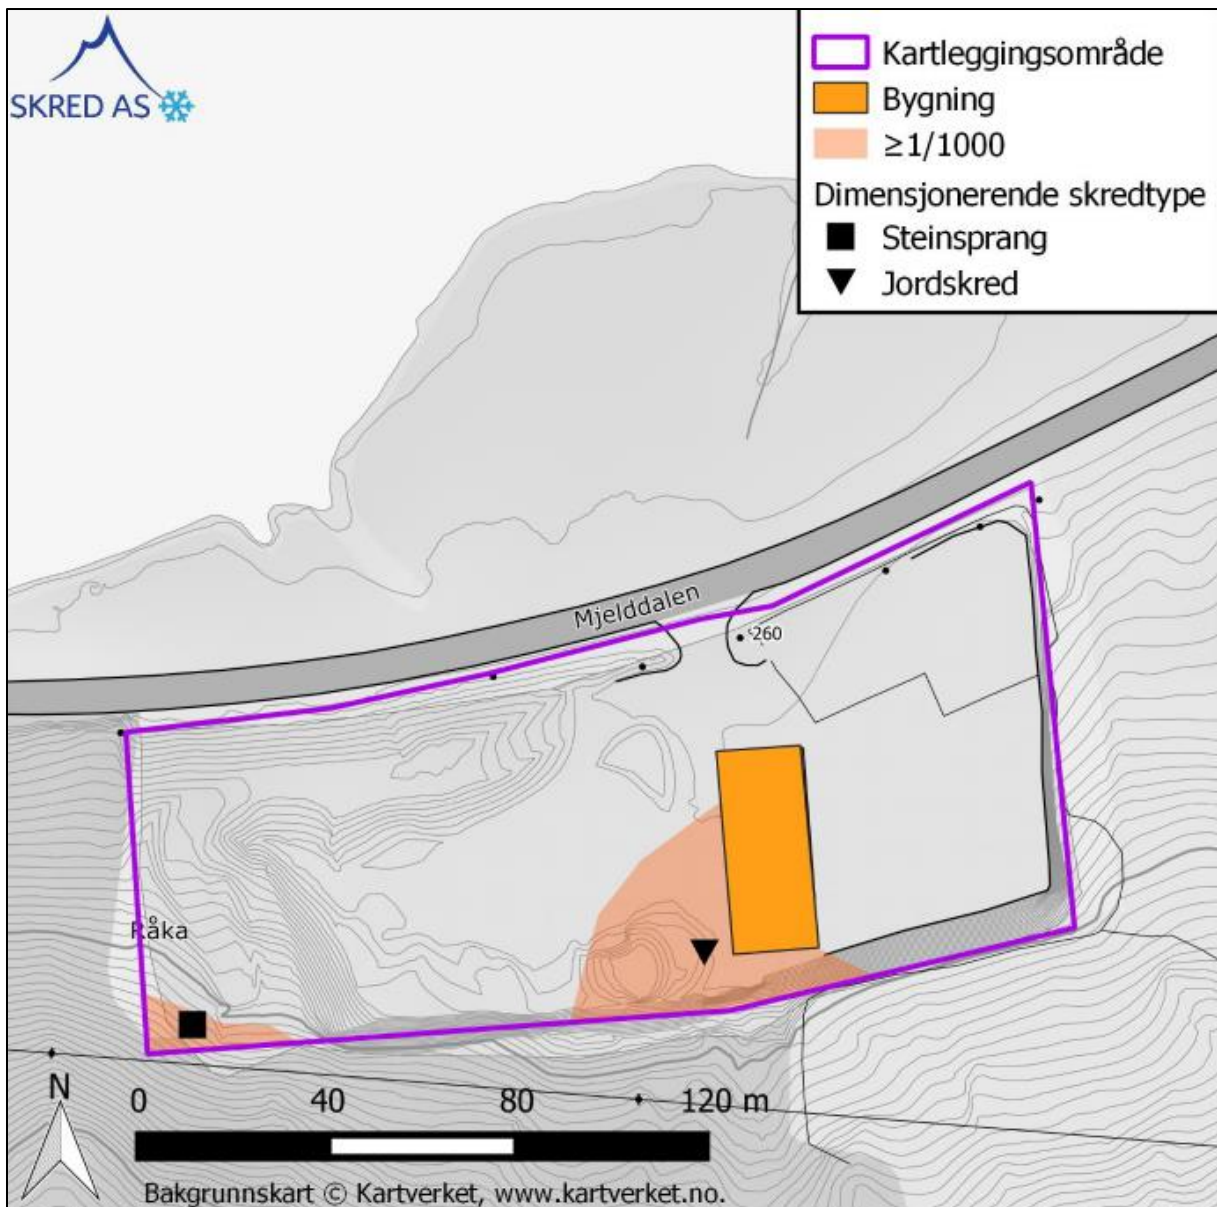 SKRED AS
Kartleggingsområde
Bygning
≥1/1000
Dimensjonerende skredtype
Steinsprang
Jordskred
Mjelddalen
260
Råka
N
0 40 80 120 m
Bakgrunnskart © Kartverket, www.kartverket.no.